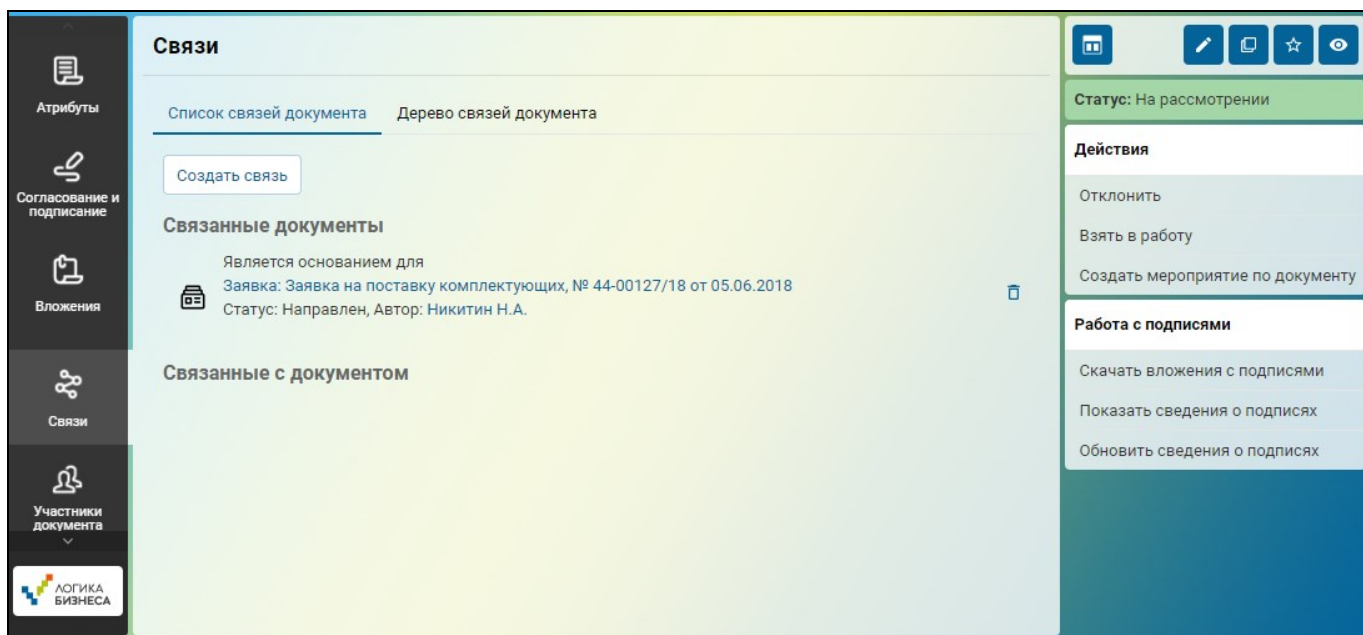 Атрибуты
Согласование и
подписание
Вложения
Связи
Участники
документа
ЛОГИКА
БИЗНЕСА
Связи
Список связей документа
Дерево связей документа
Создать связь
Связанные документы
Является основанием для
Заявка: Заявка на поставку комплектующих, № 44-00127/18 от 05.06.2018
Статус: Направлен, Автор: Никитин Н.А.
Связанные с документом
Статус: На рассмотрении
Действия
Отклонить
Взять в работу
Создать мероприятие по документу
Работа с подписями
Скачать вложения с подписями
Показать сведения о подписях
Обновить сведения о подписях